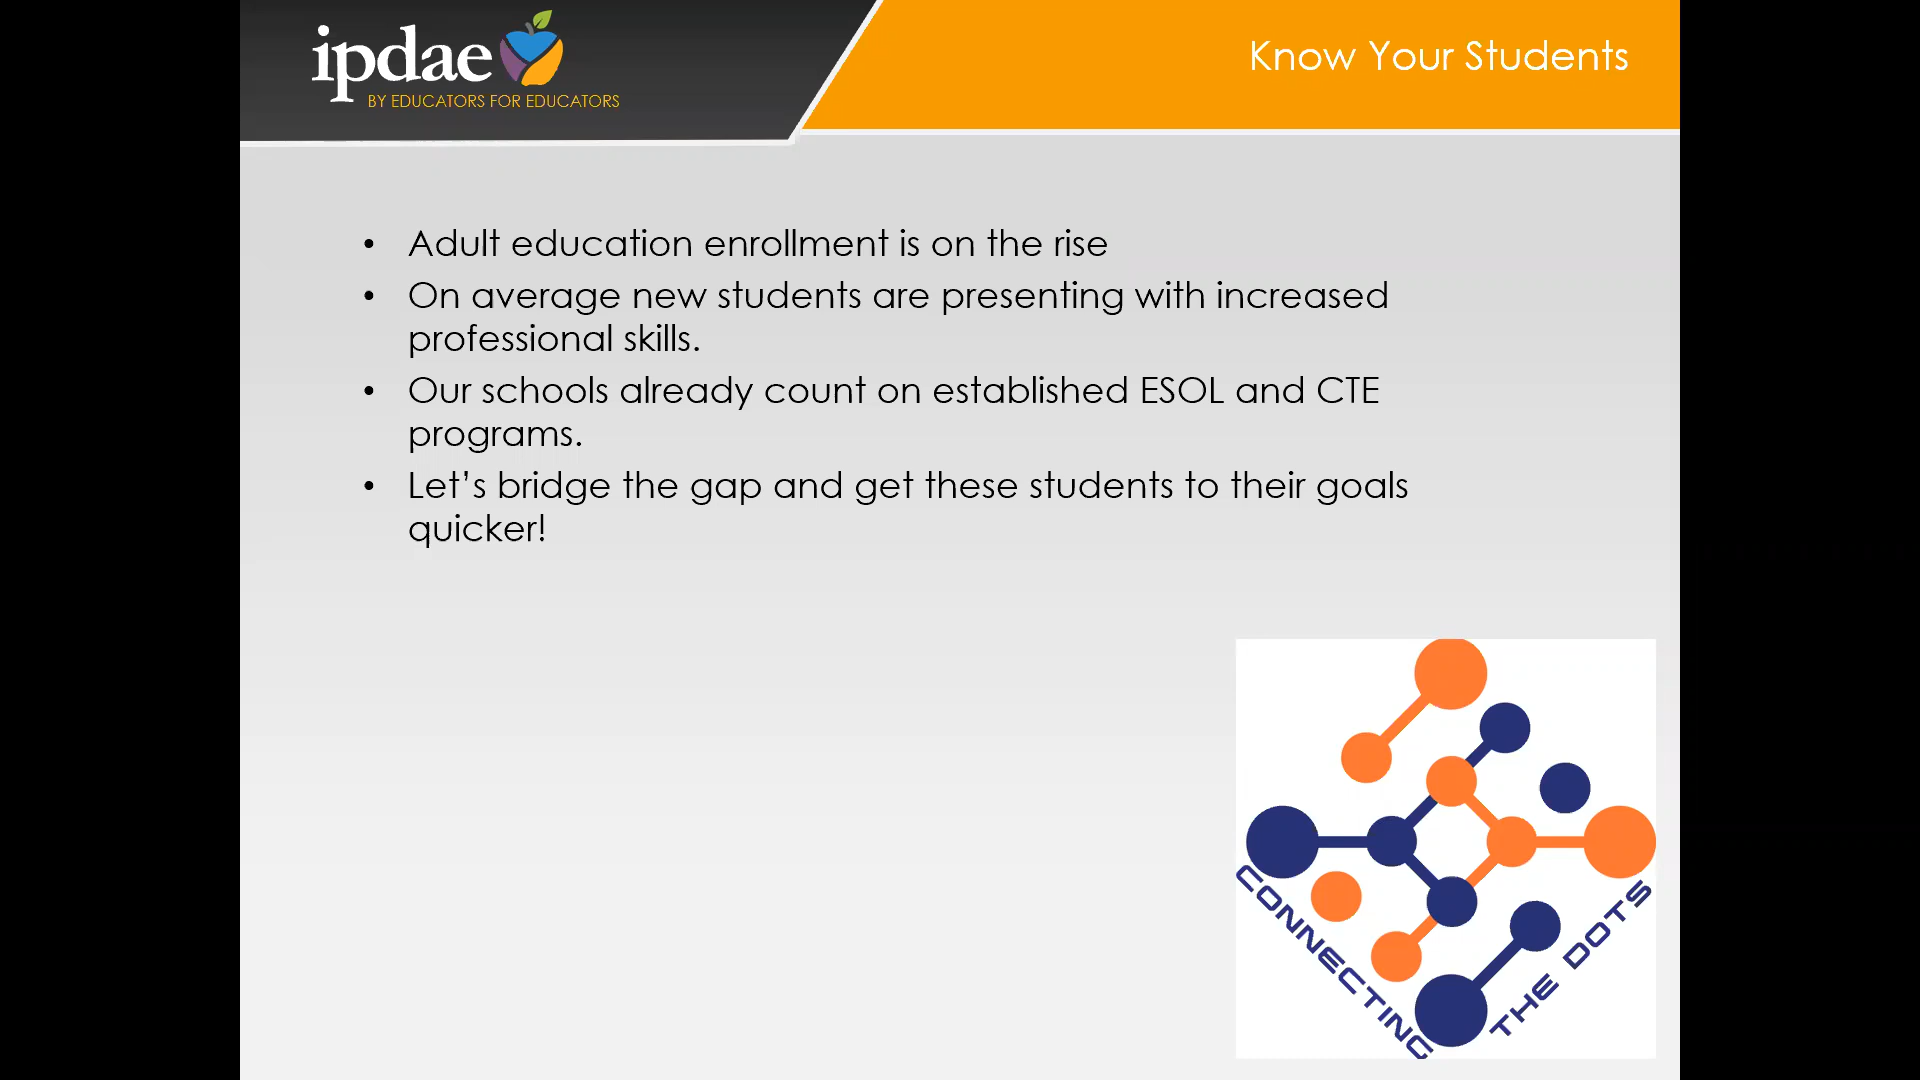 ipdae
BY EDUCATORS FOR EDUCATORS
Know Your Students
• Adult education enrollment is on the rise
• On average new students are presenting with increased
professional skills.
• Our schools already count on established ESOL and CTE
programs.
• Let’s bridge the gap and get these students to their goals
quicker!
CONNECTING
THE DOTS